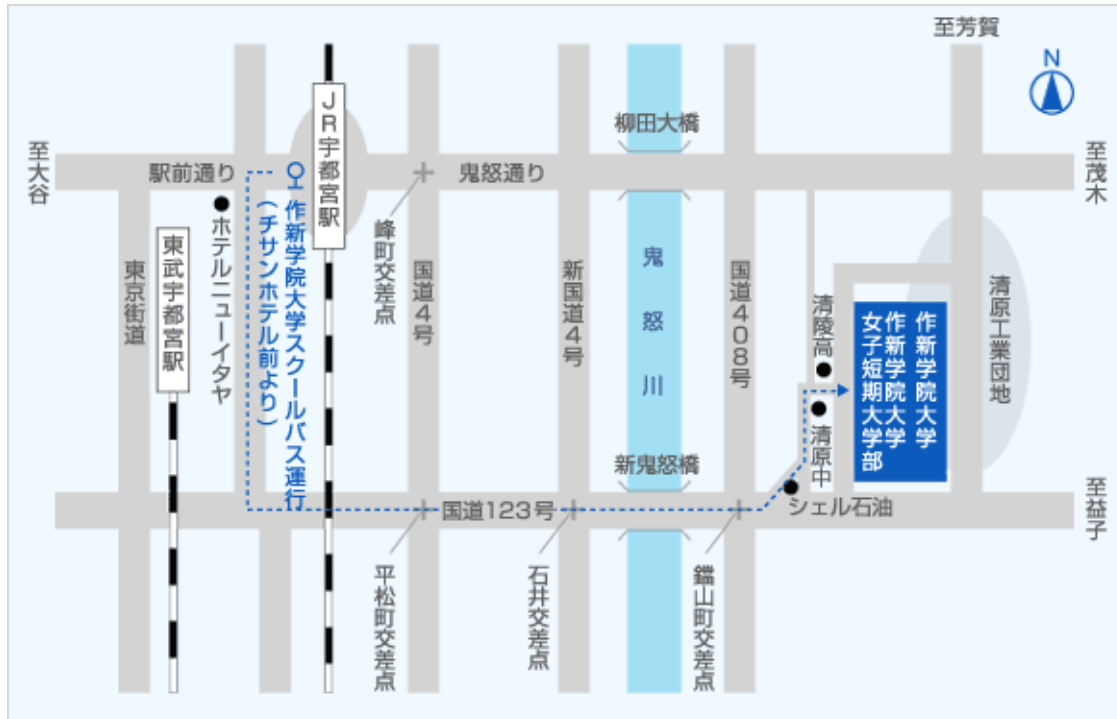 至芳賀
N
柳田大橋
至大谷
駅前通り
JR宇都宮駅
鬼怒通り
至茂木
ホテルニューイタヤ
作新学院大学スクールバス運行
(チサンホテル前より)
峰町交差点
東京街道
東武宇都宮駅
国道4号
新国道4号
鬼怒川
国道408号
清陵高
清原中
作新学院大学
作新学院大学
女子短期大学部
清原工業団地
新鬼怒橋
国道123号
シェル石油
至益子
平松町交差点
石井交差点
鐺山町交差点